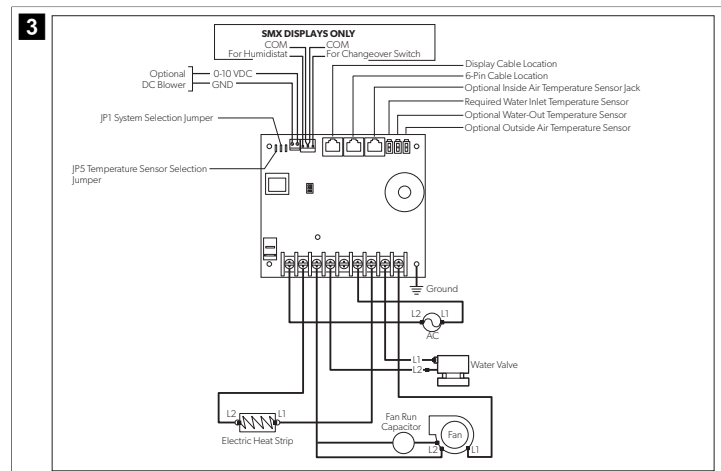 3
SMX DISPLAYS ONLY
COM
COM
For Humidistat
For Changeover Switch
Optional
DC Blower
0-10 VDC
GND
JP1 System Selection Jumper
JP5 Temperature Sensor Selection
Jumper
Display Cable Location
6-Pin Cable Location
Optional Inside Air Temperature Sensor Jack
Required Water Inlet Temperature Sensor
Optional Water-Out Temperature Sensor
Optional Outside Air Temperature Sensor
Ground
L2
L1
AC
L1
L2
Water Valve
L2
L1
Electric Heat Strip
Fan Run
Capacitor
Fan
L2
L1